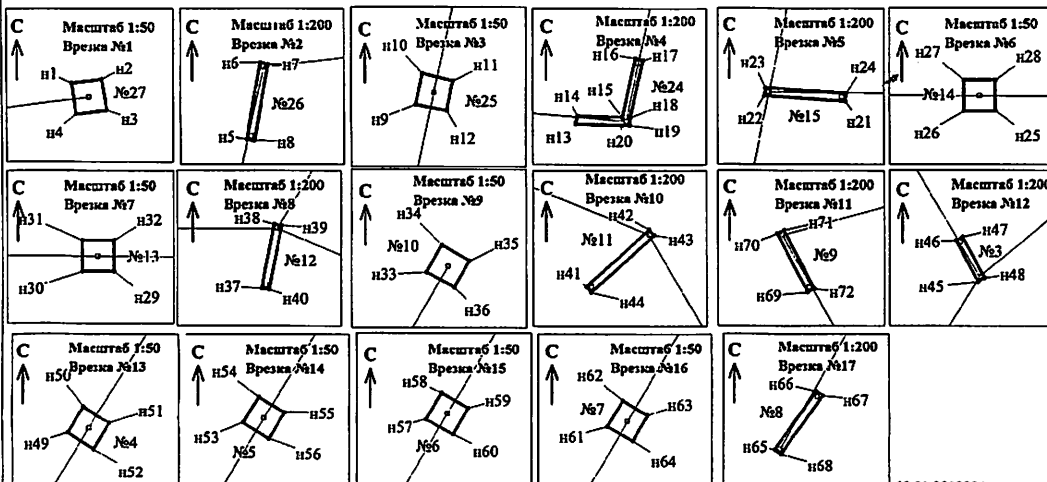 С Масштаб 1:50
Врезка №1
н1
н2
№27
н3
н4
С Масштаб 1:200
Врезка №2
н6
н7
№26
н5
н8
С Масштаб 1:50
Врезка №3
н10
н11
№25
н9
н12
С Масштаб 1:200
Врезка №4
н16
н17
№24
н14
н15
н18
н13
н20
н19
С Масштаб 1:200
Врезка №5
н23
н24
н22
№15
н21
С Масштаб 1:50
Врезка №6
н27
н28
№14
н26
н25
С Масштаб 1:50
Врезка №7
н31
н32
№13
н30
н29
С Масштаб 1:200
Врезка №8
н38
н39
№12
н37
н40
С Масштаб 1:50
Врезка №9
н34
№10
н35
н33
н36
С Масштаб 1:200
Врезка №10
н42
№11
н43
н41
н44
С Масштаб 1:200
Врезка №11
н71
н70
№9
н69
н72
С Масштаб 1:200
Врезка №12
н47
н46
№3
н45
н48
С Масштаб 1:50
Врезка №13
н50
н51
н49
№4
н52
С Масштаб 1:50
Врезка №14
н54
н55
н53
№5
н56
С Масштаб 1:50
Врезка №15
н58
н59
н57
№6
н60
С Масштаб 1:50
Врезка №16
н62
№7
н63
н61
н64
С Масштаб 1:200
Врезка №17
н66
н67
№8
н65
н68